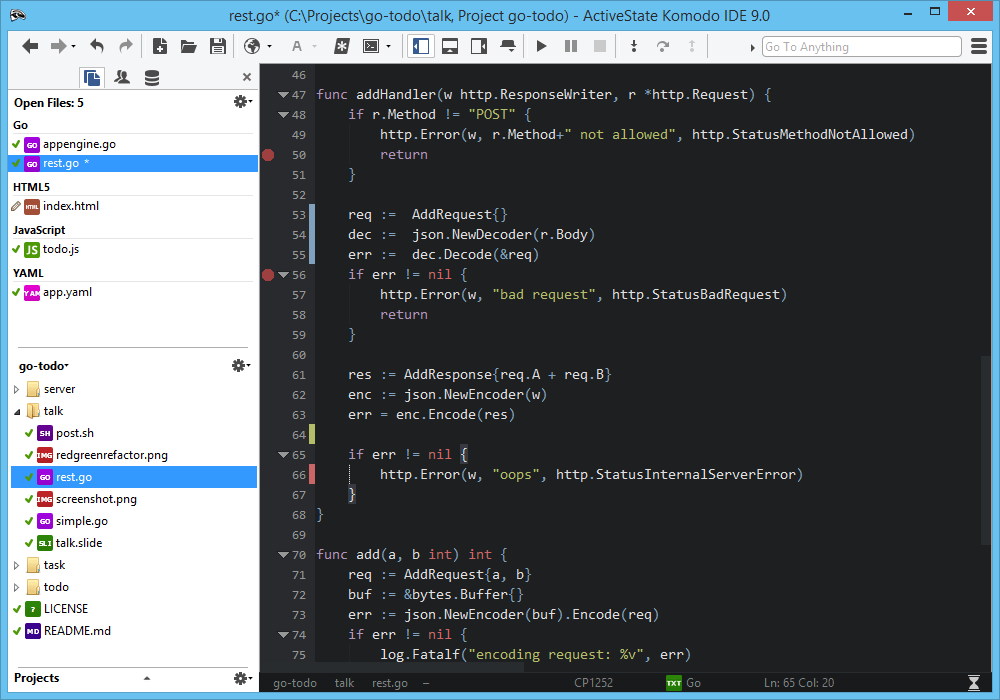 rest.go* (C:\Projects\go-todo\talk, Project go-todo) - ActiveState Komodo IDE 9.0
A
Go To Anything
Open Files: 5
Go
GO appengine.go
GO rest.go *
HTML5
HTML index.html
JavaScript
JS todo.js
YAML
YAM app.yaml
go-todo
server
talk
SH post.sh
IMG redgreenrefactor.png
GO rest.go
IMG screenshot.png
GO simple.go
SLI talk.slide
task
todo
? LICENSE
MD README.md
Projects
46
47 func addHandler(w http.ResponseWriter, r *http.Request) {
48 if r.Method != "POST" {
49 http.Error(w, r.Method+" not allowed", http.StatusMethodNotAllowed)
50 return
51 }
52
53 req := AddRequest{}
54 dec := json.NewDecoder(r.Body)
55 err := dec.Decode(&req)
56 if err != nil {
57 http.Error(w, "bad request", http.StatusBadRequest)
58 return
59 }
60
61 res := AddResponse{req.A + req.B}
62 enc := json.NewEncoder(w)
63 err = enc.Encode(res)
64
65 if err != nil {
66 http.Error(w, "oops", http.StatusInternalServerError)
67 }
68 }
69
70 func add(a, b int) int {
71 req := AddRequest{a, b}
72 buf := &bytes.Buffer{}
73 err := json.NewEncoder(buf).Encode(req)
74 if err != nil {
75 log.Fatalf("encoding request: %v", err)
go-todo talk rest.go – CP1252 TXT Go Ln: 65 Col: 20